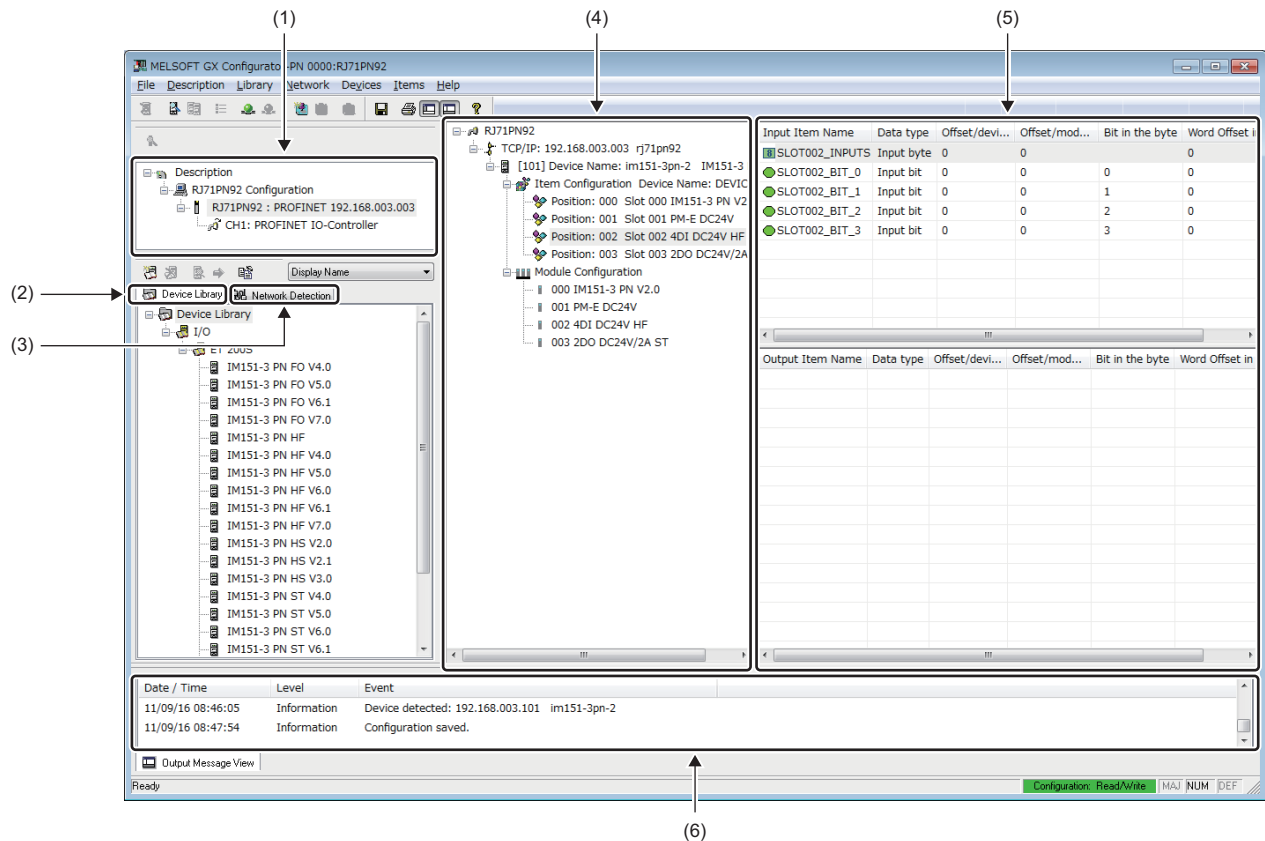 (1)
(4)
(5)
MELSOFT GX Configurato -PN 0000:RJ71PN92
File Description Library Network Devices Items Help
Description
RJ71PN92 Configuration
RJ71PN92 : PROFINET 192.168.003.003
CH1: PROFINET IO-Controller
Display Name
(2)
Device Library
Network Detection
(3)
Device Library
I/O
ET 200S
IM151-3 PN FO V4.0
IM151-3 PN FO V5.0
IM151-3 PN FO V6.1
IM151-3 PN FO V7.0
IM151-3 PN HF
IM151-3 PN HF V4.0
IM151-3 PN HF V5.0
IM151-3 PN HF V6.0
IM151-3 PN HF V6.1
IM151-3 PN HF V7.0
IM151-3 PN HS V2.0
IM151-3 PN HS V2.1
IM151-3 PN HS V3.0
IM151-3 PN ST V4.0
IM151-3 PN ST V5.0
IM151-3 PN ST V6.0
IM151-3 PN ST V6.1
RJ71PN92
TCP/IP: 192.168.003.003 rj71pn92
[101] Device Name: im151-3pn-2 IM151-3
Item Configuration Device Name: DEVIC
Position: 000 Slot 000 IM151-3 PN V2
Position: 001 Slot 001 PM-E DC24V
Position: 002 Slot 002 4DI DC24V HF
Position: 003 Slot 003 2DO DC24V/2A
Module Configuration
000 IM151-3 PN V2.0
001 PM-E DC24V
002 4DI DC24V HF
003 2DO DC24V/2A ST
Input Item Name Data type Offset/devi... Offset/mod... Bit in the byte Word Offset i
SLOT002_INPUTS Input byte 0 0 0
SLOT002_BIT_0 Input bit 0 0 0 0
SLOT002_BIT_1 Input bit 0 0 1 0
SLOT002_BIT_2 Input bit 0 0 2 0
SLOT002_BIT_3 Input bit 0 0 3 0
Output Item Name Data type Offset/devi... Offset/mod... Bit in the byte Word Offset in
Date / Time Level Event
11/09/16 08:46:05 Information Device detected: 192.168.003.101 im151-3pn-2
11/09/16 08:47:54 Information Configuration saved.
Output Message View
Ready
Configuration: Read/Write MAJ NUM DEF
(6)